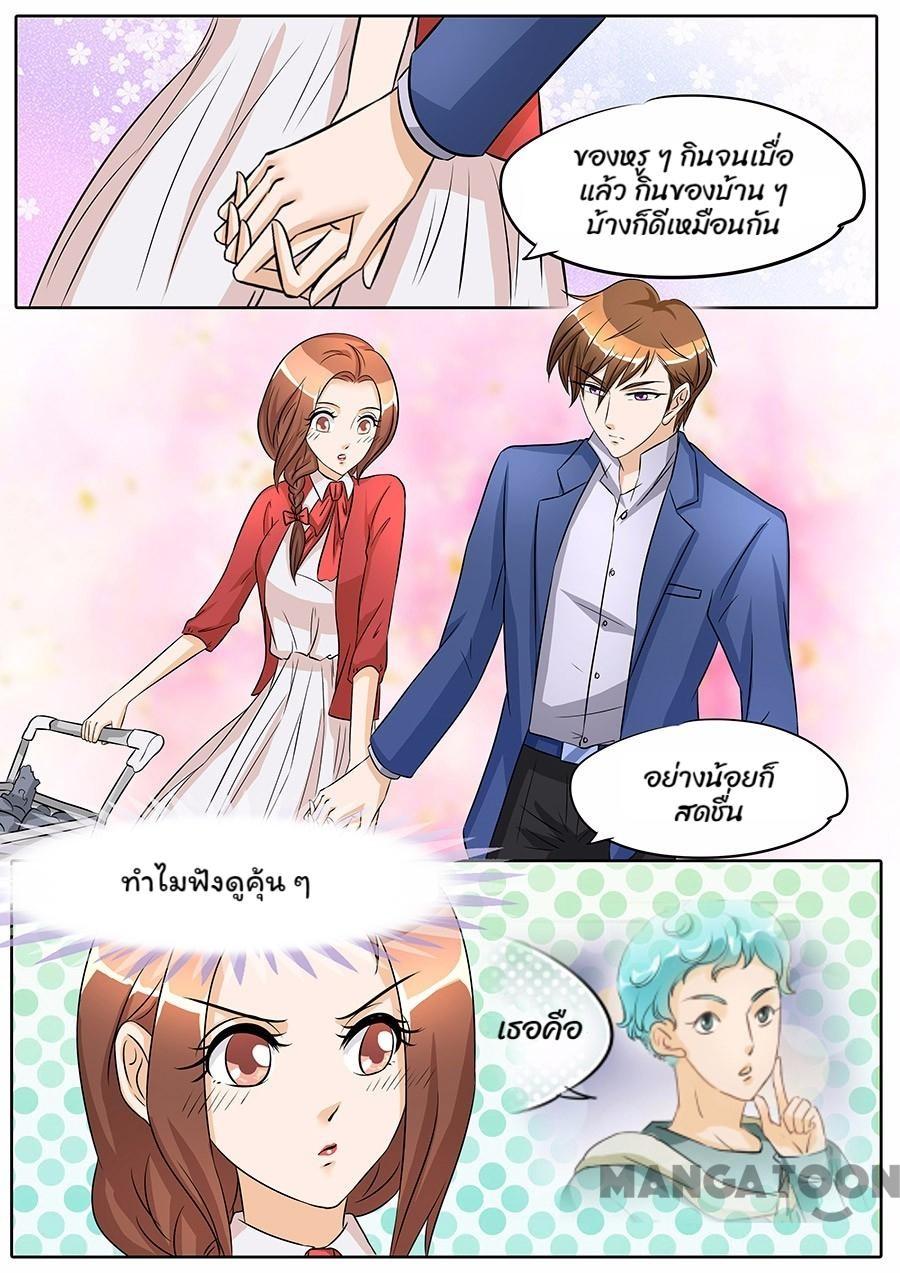 ของหรู ๆ กินจนเบื่อ
แล้ว กินของบ้าน ๆ
บ้างก็ดีเหมือนกัน
อย่างน้อยก็
สดชื่น
ทำไมฟังดูคุ้น ๆ
เธอคือ
MANGATOON